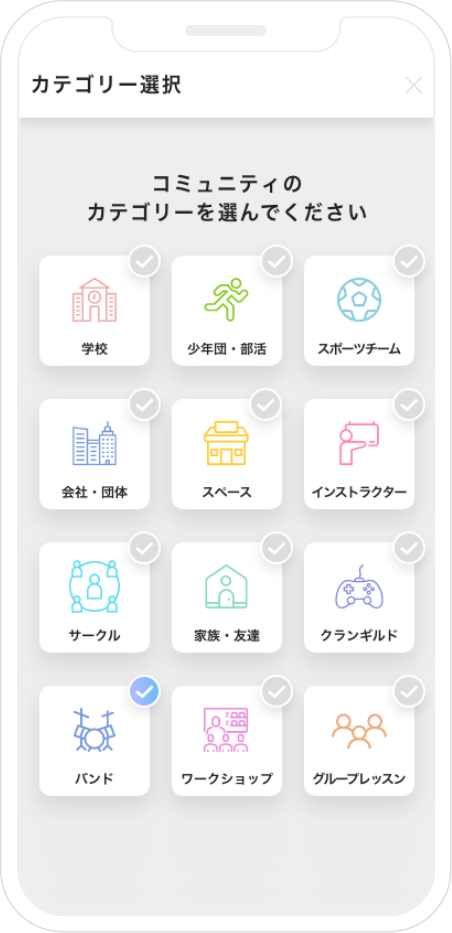 カテゴリー選択
コミュニティの
カテゴリーを選んでください
学校
少年団・部活
スポーツチーム
会社・団体
スペース
インストラクター
サークル
家族・友達
クランギルド
バンド
ワークショップ
グループレッスン